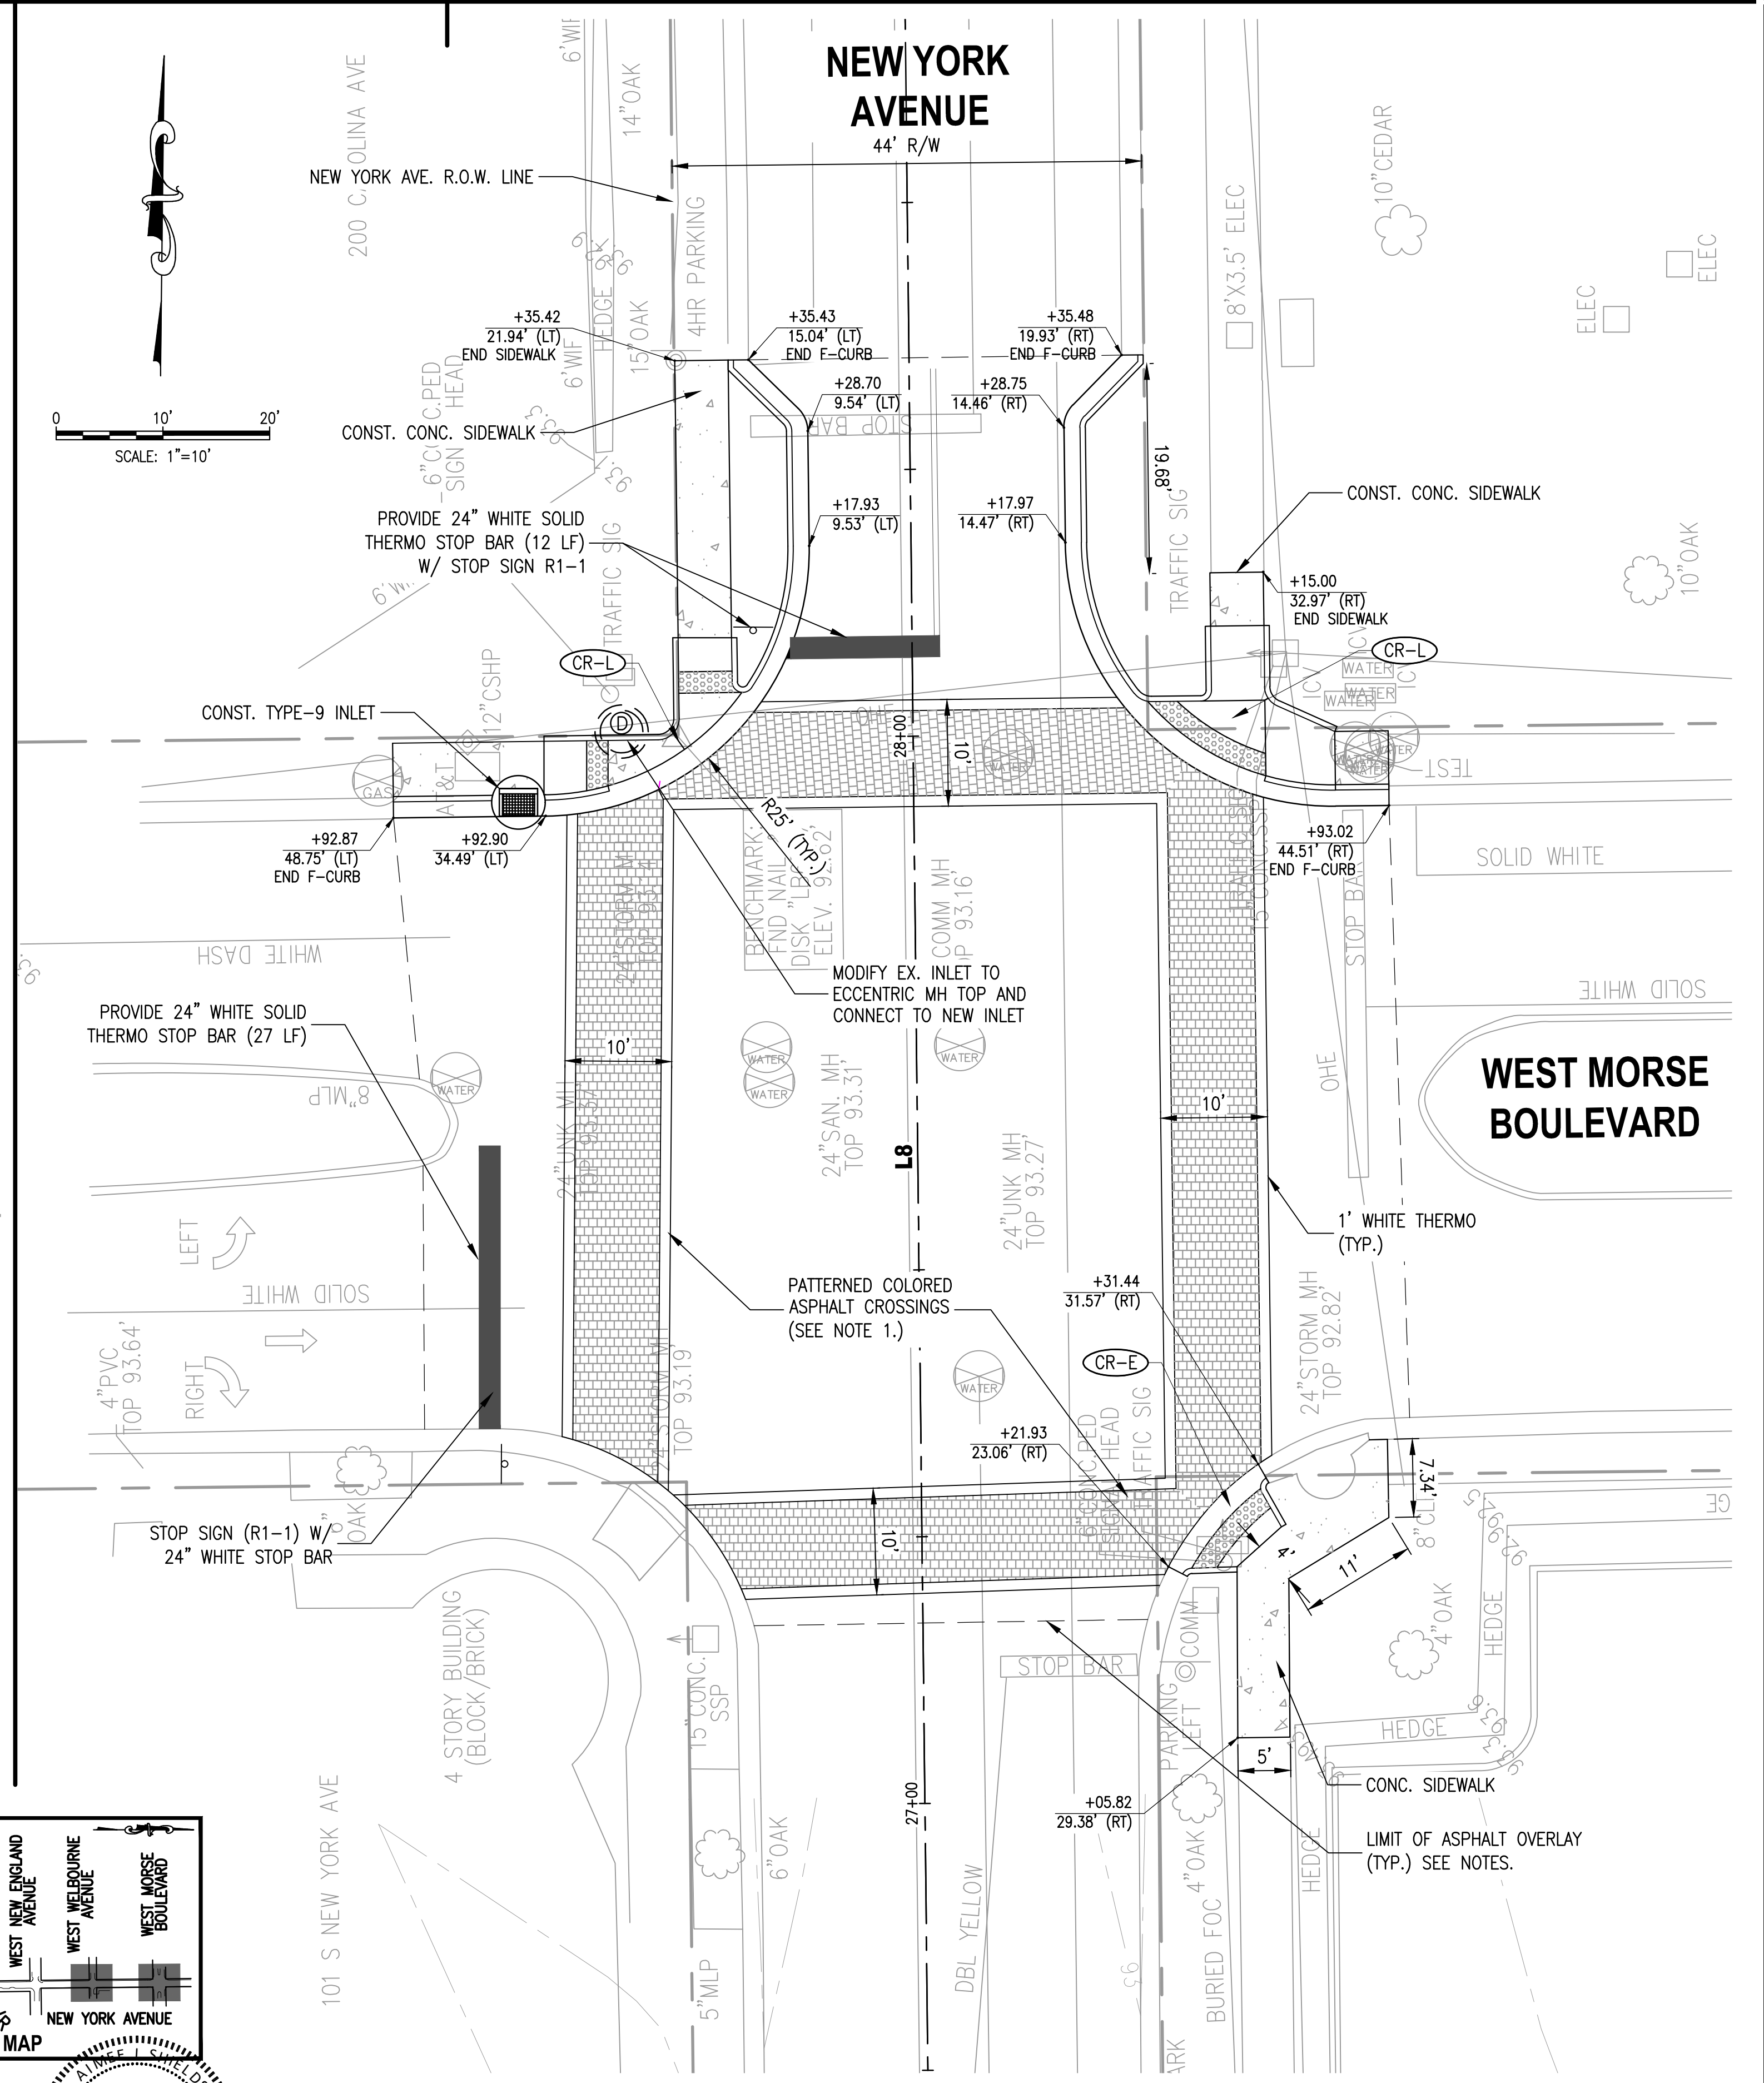 NEW YORK
AVENUE
44' R/W
NEW YORK AVE. R.O.W. LINE
6'WIF
14"OAK
10"CEDAR
4HR PARKING
8'X3.5' ELEC
ELEC
ELEC
HEDGE
15"OAK
6'WIF
0
10'
20'
SCALE: 1"=10'
+35.42
21.94' (LT)
END SIDEWALK
+35.43
15.04' (LT)
END F-CURB
+35.48
19.93' (RT)
END F-CURB
+28.70
9.54' (LT)
+28.75
14.46' (RT)
STOP BAR
SIGN HEAD
CONST. CONC. SIDEWALK
19.68'
CONST. CONC. SIDEWALK
PROVIDE 24" WHITE SOLID
THERMO STOP BAR (12 LF)
W/ STOP SIGN R1-1
+17.93
9.53' (LT)
+17.97
14.47' (RT)
TRAFFIC SIG
TRAFFIC SIG
10"OAK
+15.00
32.97' (RT)
END SIDEWALK
CR-L
CR-L
WATER
WATER
WATER
12"CSHP
CONST. TYPE-9 INLET
D
OHE
28+00
10'
WATER
TEST
AT&T
GAS
R25' (TYP.)
+92.87
48.75' (LT)
END F-CURB
+92.90
34.49' (LT)
+93.02
44.51' (RT)
END F-CURB
SOLID WHITE
BENCHMARK:
FND NAIL
ELEV. 92.62'
COMM MH
STOP BAR
WHITE DASH
MODIFY EX. INLET TO
ECCENTRIC MH TOP AND
CONNECT TO NEW INLET
SOLID WHITE
PROVIDE 24" WHITE SOLID
THERMO STOP BAR (27 LF)
10'
WATER
WATER
WATER
WATER
OHE
8"MLP
WEST MORSE
BOULEVARD
10'
24"SAN. MH
TOP 93.31'
L8
24"UNK MH
TOP 93.27'
1' WHITE THERMO
(TYP.)
LEFT
SOLID WHITE
RIGHT
4"PVC
TOP 93.64'
PATTERNED COLORED
ASPHALT CROSSINGS
(SEE NOTE 1.)
+31.44
31.57' (RT)
24"STORM MH
TOP 92.82'
TOP 93.19'
CR-E
WATER
+21.93
23.06' (RT)
7.34'
8"
OAK
STOP SIGN (R1-1) W/
24" WHITE STOP BAR
10'
4'
11'
4 STORY BUILDING
(BLOCK/BRICK)
STOP BAR
COMM
4"OAK
HEDGE
HEDGE
15"CONC.
SSP
PARKING
LEFT
5'
CONC. SIDEWALK
101 S NEW YORK AVE
27+00
+05.82
29.38' (RT)
LIMIT OF ASPHALT OVERLAY
(TYP.) SEE NOTES.
6"OAK
4"OAK
HEDGE
DBL YELLOW
BURIED FOC
5"MLP
WEST NEW ENGLAND
AVENUE
WEST WELBOURNE
AVENUE
WEST MORSE
BOULEVARD
NEW YORK AVENUE
MAP